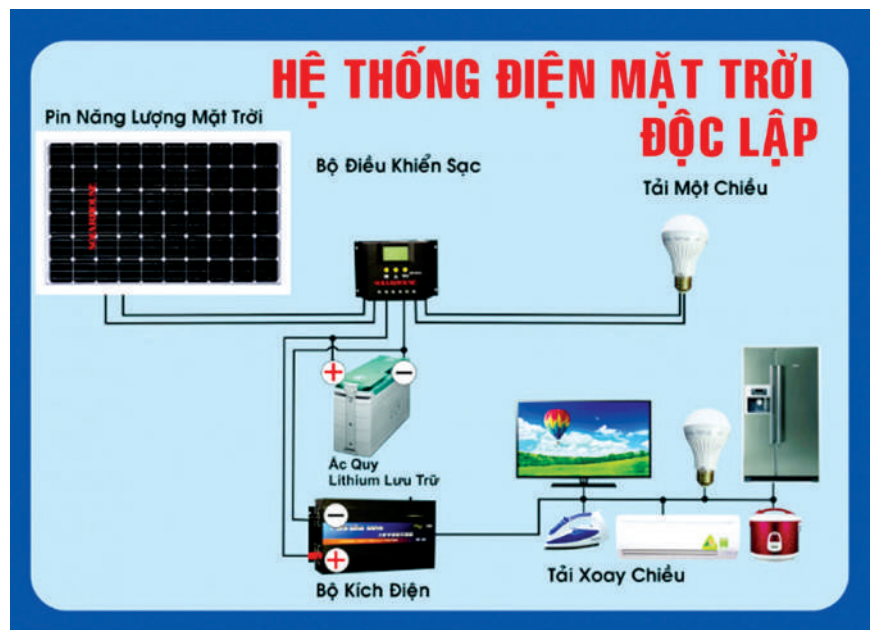 HỆ THỐNG ĐIỆN MẶT TRỜI
ĐỘC LẬP
Pin Năng Lượng Mặt Trời
Bộ Điều Khiển Sạc
Tải Một Chiều
+
−
Ắc Quy
Lithium Lưu Trữ
−
+
Bộ Kích Điện
Tải Xoay Chiều